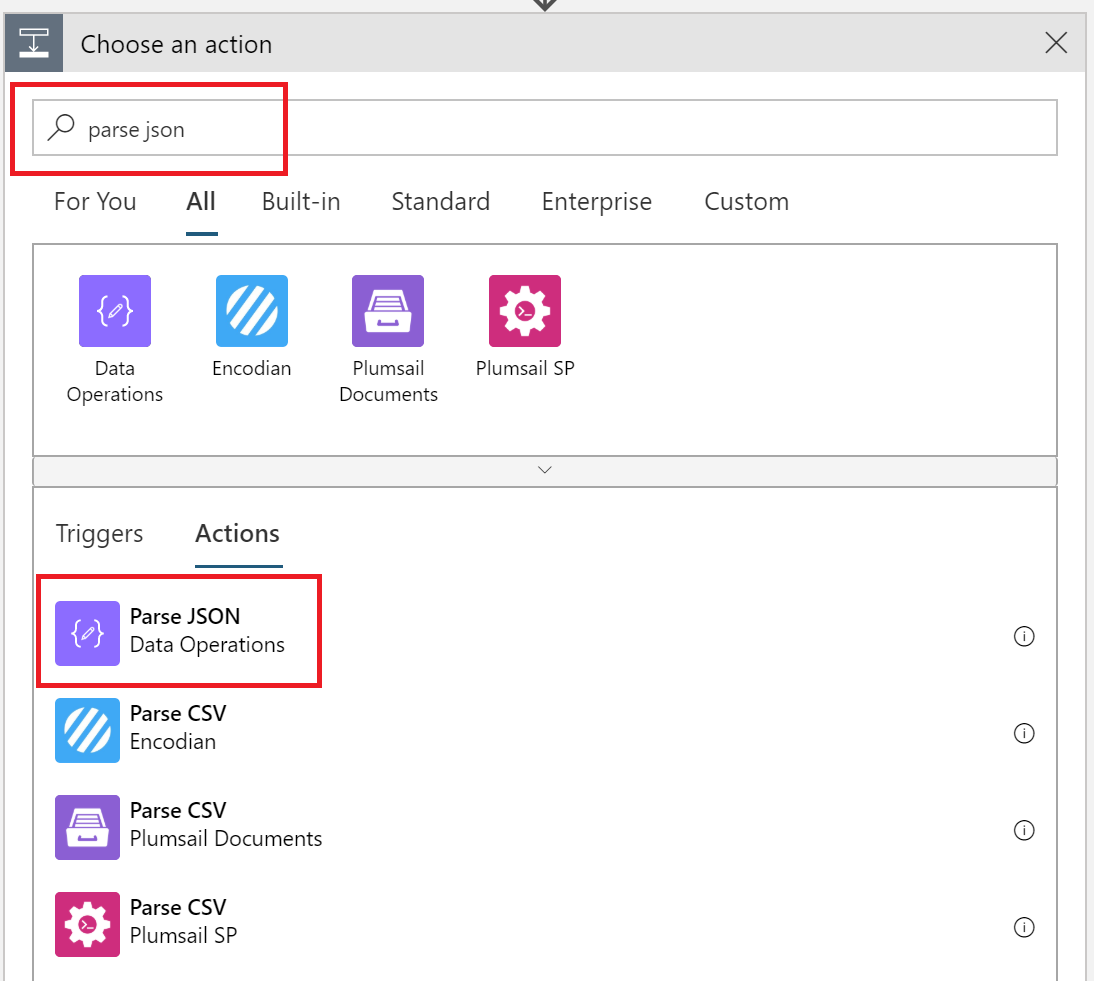 Choose an action
parse json
For You All Built-in Standard Enterprise Custom
Data Operations
Encodian
Plumsail Documents
Plumsail SP
Triggers Actions
Parse JSON
Data Operations
Parse CSV
Encodian
Parse CSV
Plumsail Documents
Parse CSV
Plumsail SP